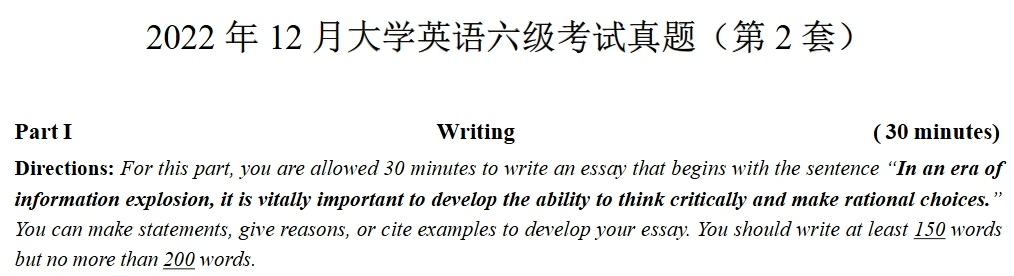 2022 年 12 月大学英语六级考试真题（第 2 套）
Part I Writing ( 30 minutes)
Directions: For this part, you are allowed 30 minutes to write an essay that begins with the sentence “In an era of
information explosion, it is vitally important to develop the ability to think critically and make rational choices.”
You can make statements, give reasons, or cite examples to develop your essay. You should write at least 150 words
but no more than 200 words.